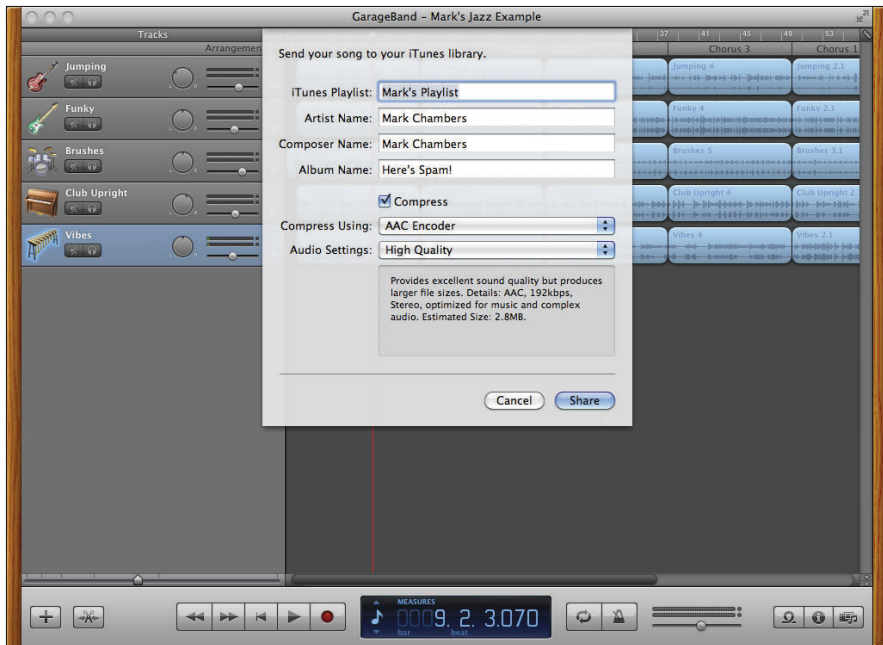 GarageBand – Mark's Jazz Example
Tracks
37 41 45 49 53
Arrangemen
Chorus 3 Chorus 1
Send your song to your iTunes library.
iTunes Playlist: Mark's Playlist
Artist Name: Mark Chambers
Composer Name: Mark Chambers
Album Name: Here's Spam!
Compress
Compress Using: AAC Encoder
Audio Settings: High Quality
Provides excellent sound quality but produces
larger file sizes. Details: AAC, 192kbps,
Stereo, optimized for music and complex
audio. Estimated Size: 2.8MB.
Cancel Share
Jumping
Jumping 4 Jumping 2.1
Funky
Funky 4 Funky 2.1
Brushes
Brushes 5 Brushes 3.1
Club Upright
Club Upright 4 Club Upright 2.
Vibes
Vibes 4 Vibes 2.1
MEASURES
0009. 2. 3.070
bar beat